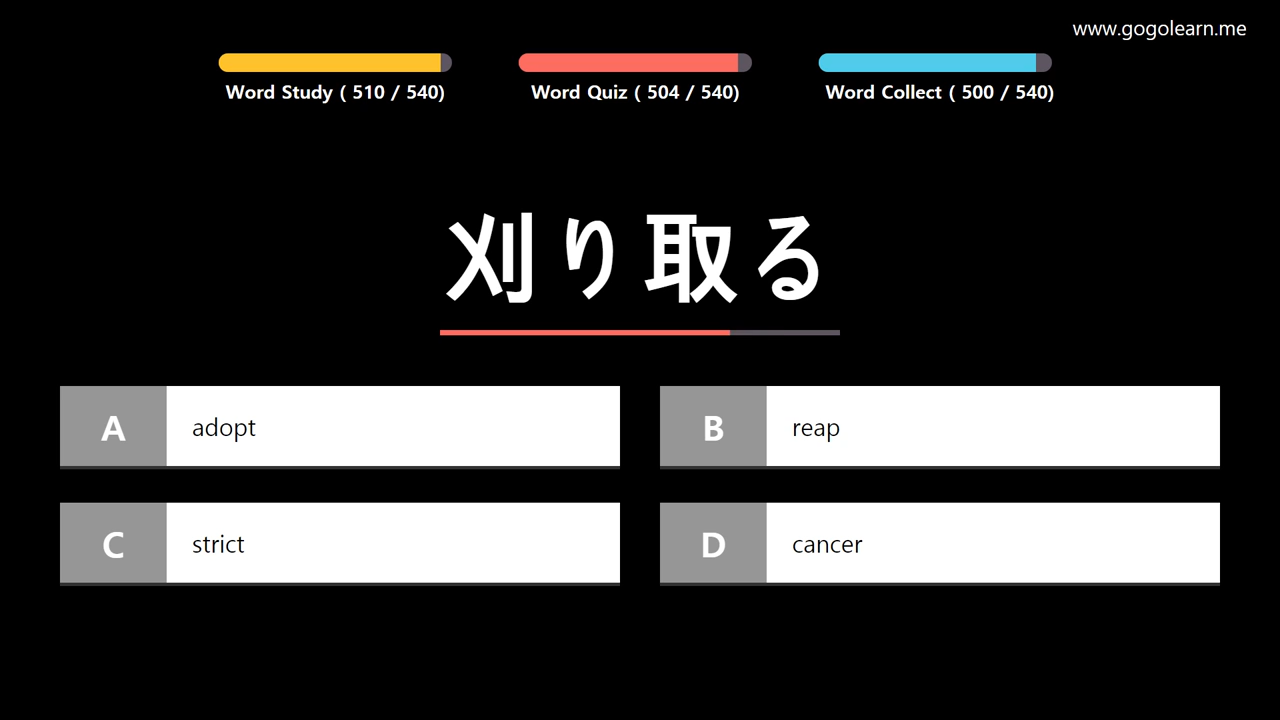 www.gogolearn.me
Word Study ( 510 / 540)
Word Quiz ( 504 / 540)
Word Collect ( 500 / 540)
刈り取る
A adopt
B reap
C strict
D cancer